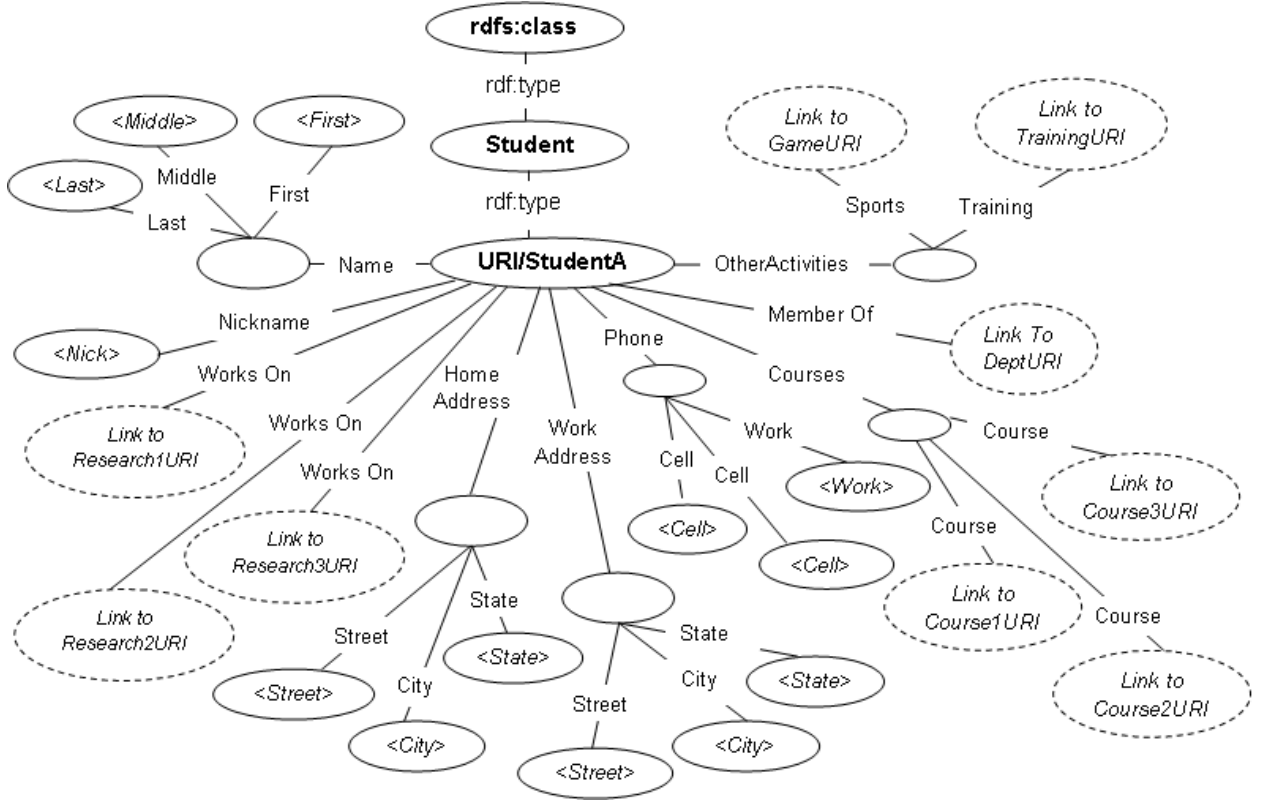 rdfs:class
rdf:type
<Middle>
<First>
Link to
GameURI
Link to
TrainingURI
Student
<Last>
Middle
First
Last
rdf:type
Sports
Training
Name
URI/StudentA
OtherActivities
Nickname
Member Of
<Nick>
Phone
Link To
DeptURI
Works On
Home
Address
Courses
Link to
Research1URI
Works On
Work
Address
Work
Course
Works On
Cell
Cell
<Work>
Link to
Course3URI
Link to
Research3URI
<Cell>
Course
<Cell>
Link to
Research2URI
State
Link to
Course1URI
Street
State
Course
<State>
<Street>
City
City
<State>
Link to
Course2URI
Street
<City>
<City>
<Street>